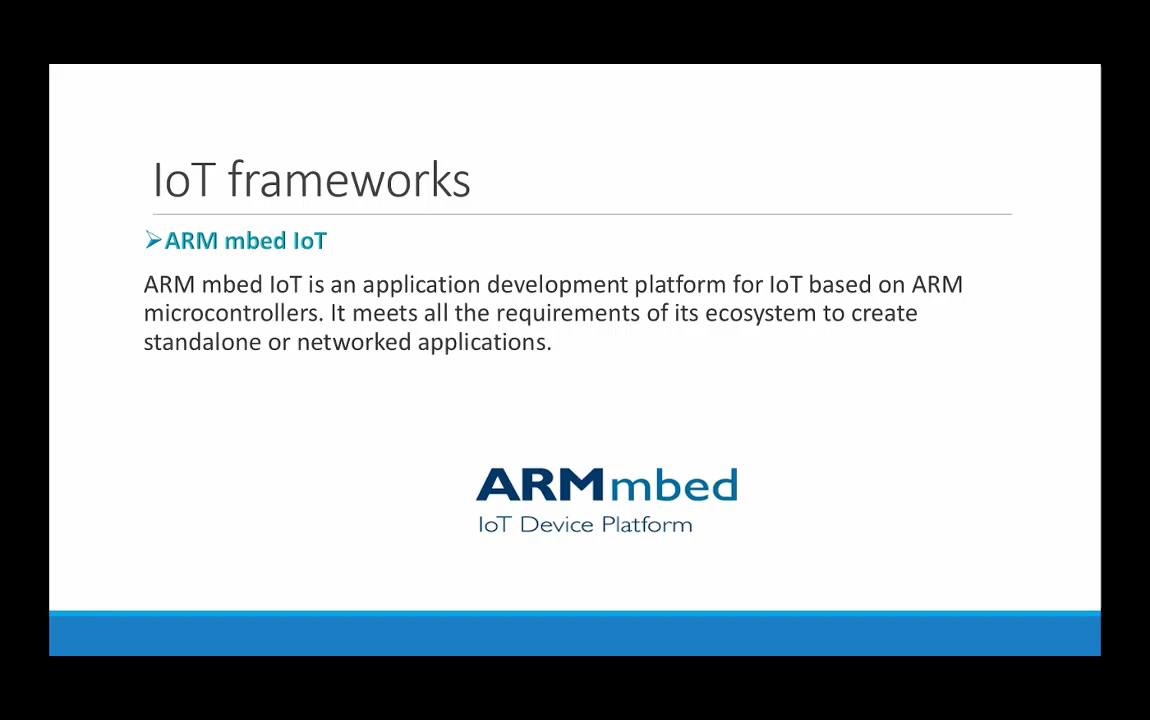 IoT frameworks
➢ARM mbed IoT
ARM mbed IoT is an application development platform for IoT based on ARM
microcontrollers. It meets all the requirements of its ecosystem to create
standalone or networked applications.
ARMmbed
IoT Device Platform